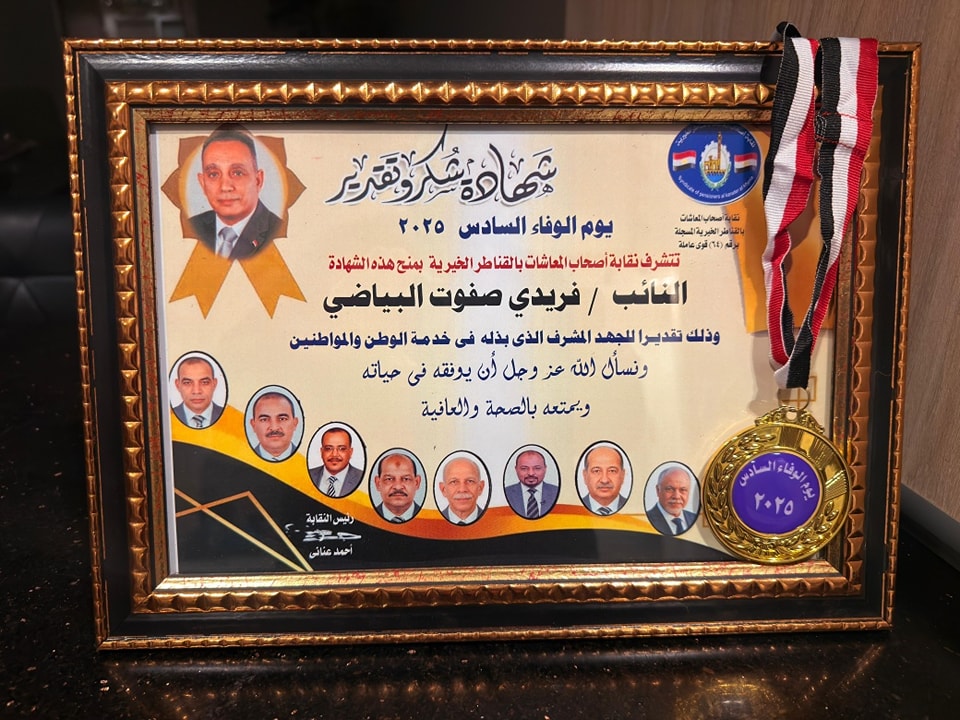 شهادة شكر وتقدير
يوم الوفاء السادس ٢٠٢٥
تتشرف نقابة أصحاب المعاشات بالقناطر الخيرية بمنح هذه الشهادة
النائب / فريدي صفوت البياضي
وذلك تقديرا للجهد المشرف الذى بذله فى خدمة الوطن والمواطنين
ونسأل الله عز وجل أن يوفقه فى حياته
ويمتعه بالصحة والعافية
نقابة أصحاب المعاشات
بالقناطر الخيرية المسجلة
برقم (٦٤) قوى عاملة
رئيس النقابة
أحمد عنانى
يوم الوفاء السادس
٢٠٢٥